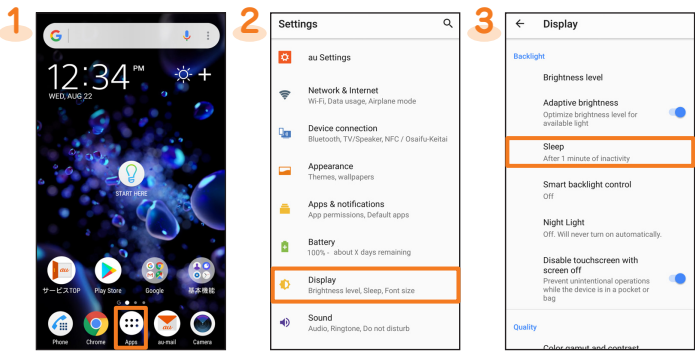 1
12:34 PM
WED, AUG 22
START HERE
au
サービスTOP
Play Store
Google
基本機能
Phone
Chrome
Apps
au-mail
Camera
2
Settings
au Settings
Network & Internet
Wi-Fi, Data usage, Airplane mode
Device connection
Bluetooth, TV/Speaker, NFC / Osaifu-Keitai
Appearance
Themes, wallpapers
Apps & notifications
App permissions, Default apps
Battery
100% - about X days remaining
Display
Brightness level, Sleep, Font size
Sound
Audio, Ringtone, Do not disturb
3
Display
Backlight
Brightness level
Adaptive brightness
Optimize brightness level for
available light
Sleep
After 1 minute of inactivity
Smart backlight control
Off
Night Light
Off. Will never turn on automatically.
Disable touchscreen with
screen off
Prevent unintentional operations
while the device is in a pocket or
bag
Quality
Color gamut and contrast